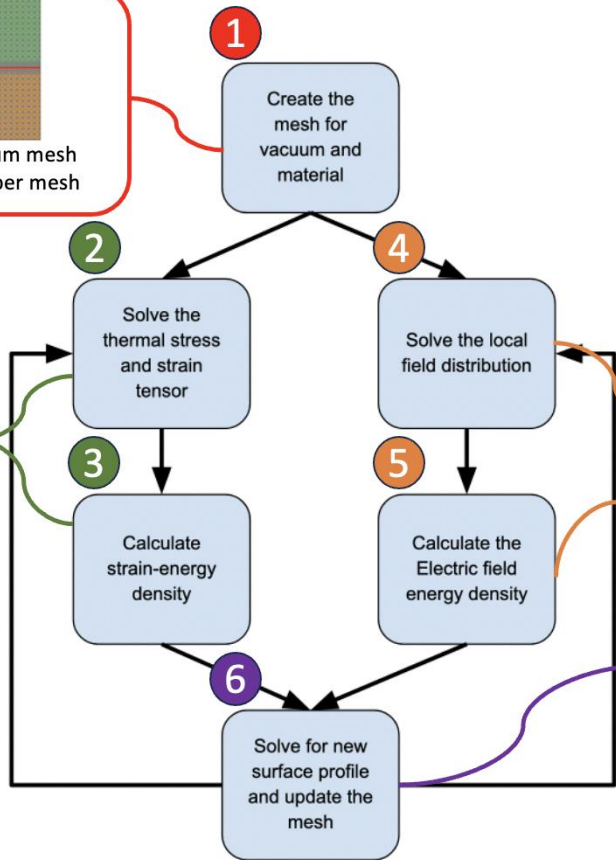 1
Create the
mesh for
vacuum and
material
mesh
mesh
2
Solve the
thermal stress
and strain
tensor
4
Solve the local
field distribution
3
Calculate
strain-energy
density
5
Calculate the
Electric field
energy density
6
Solve for new
surface profile
and update the
mesh